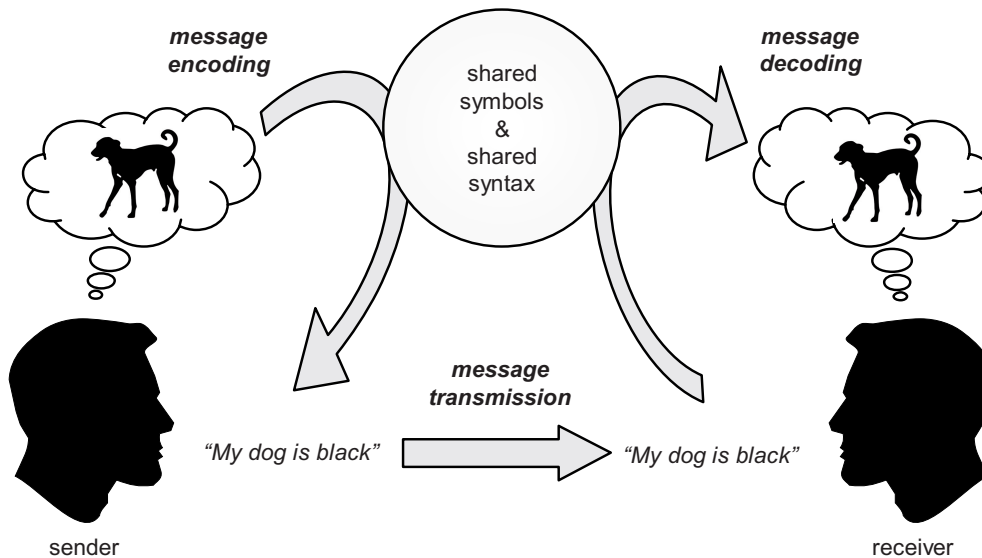 message
encoding
shared
symbols
&
shared
syntax
message
decoding
message
transmission
“My dog is black”
“My dog is black”
sender
receiver